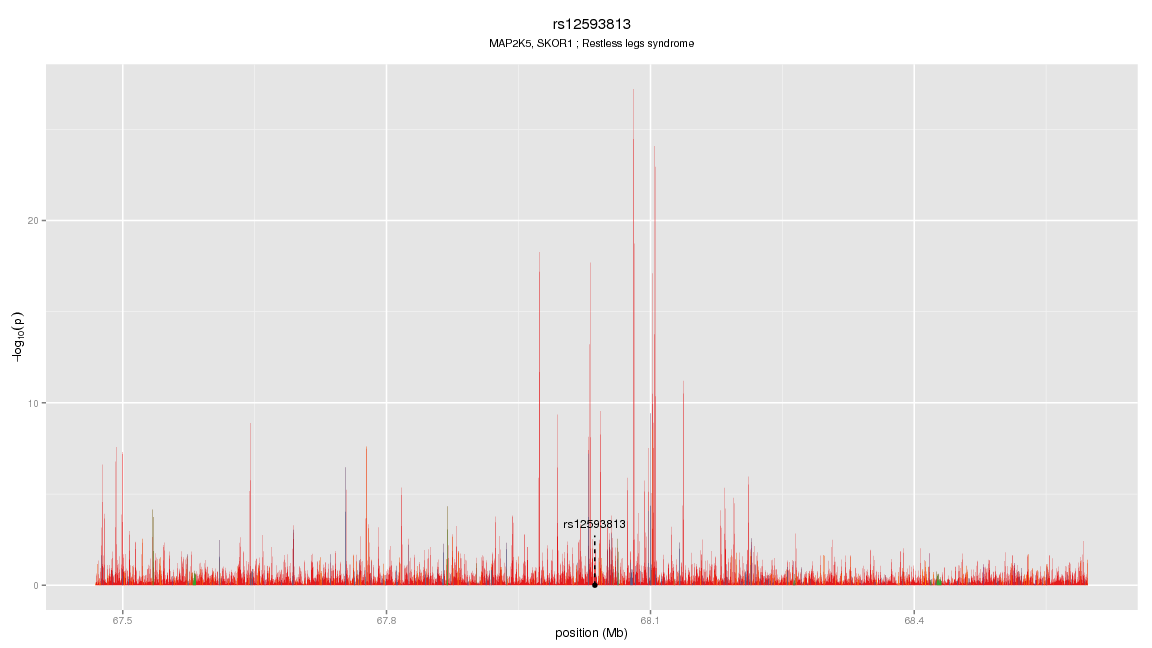 rs12593813
MAP2K5, SKOR1 ; Restless legs syndrome
−log10(p)
20
10
0
rs12593813
67.5
67.8
68.1
68.4
position (Mb)